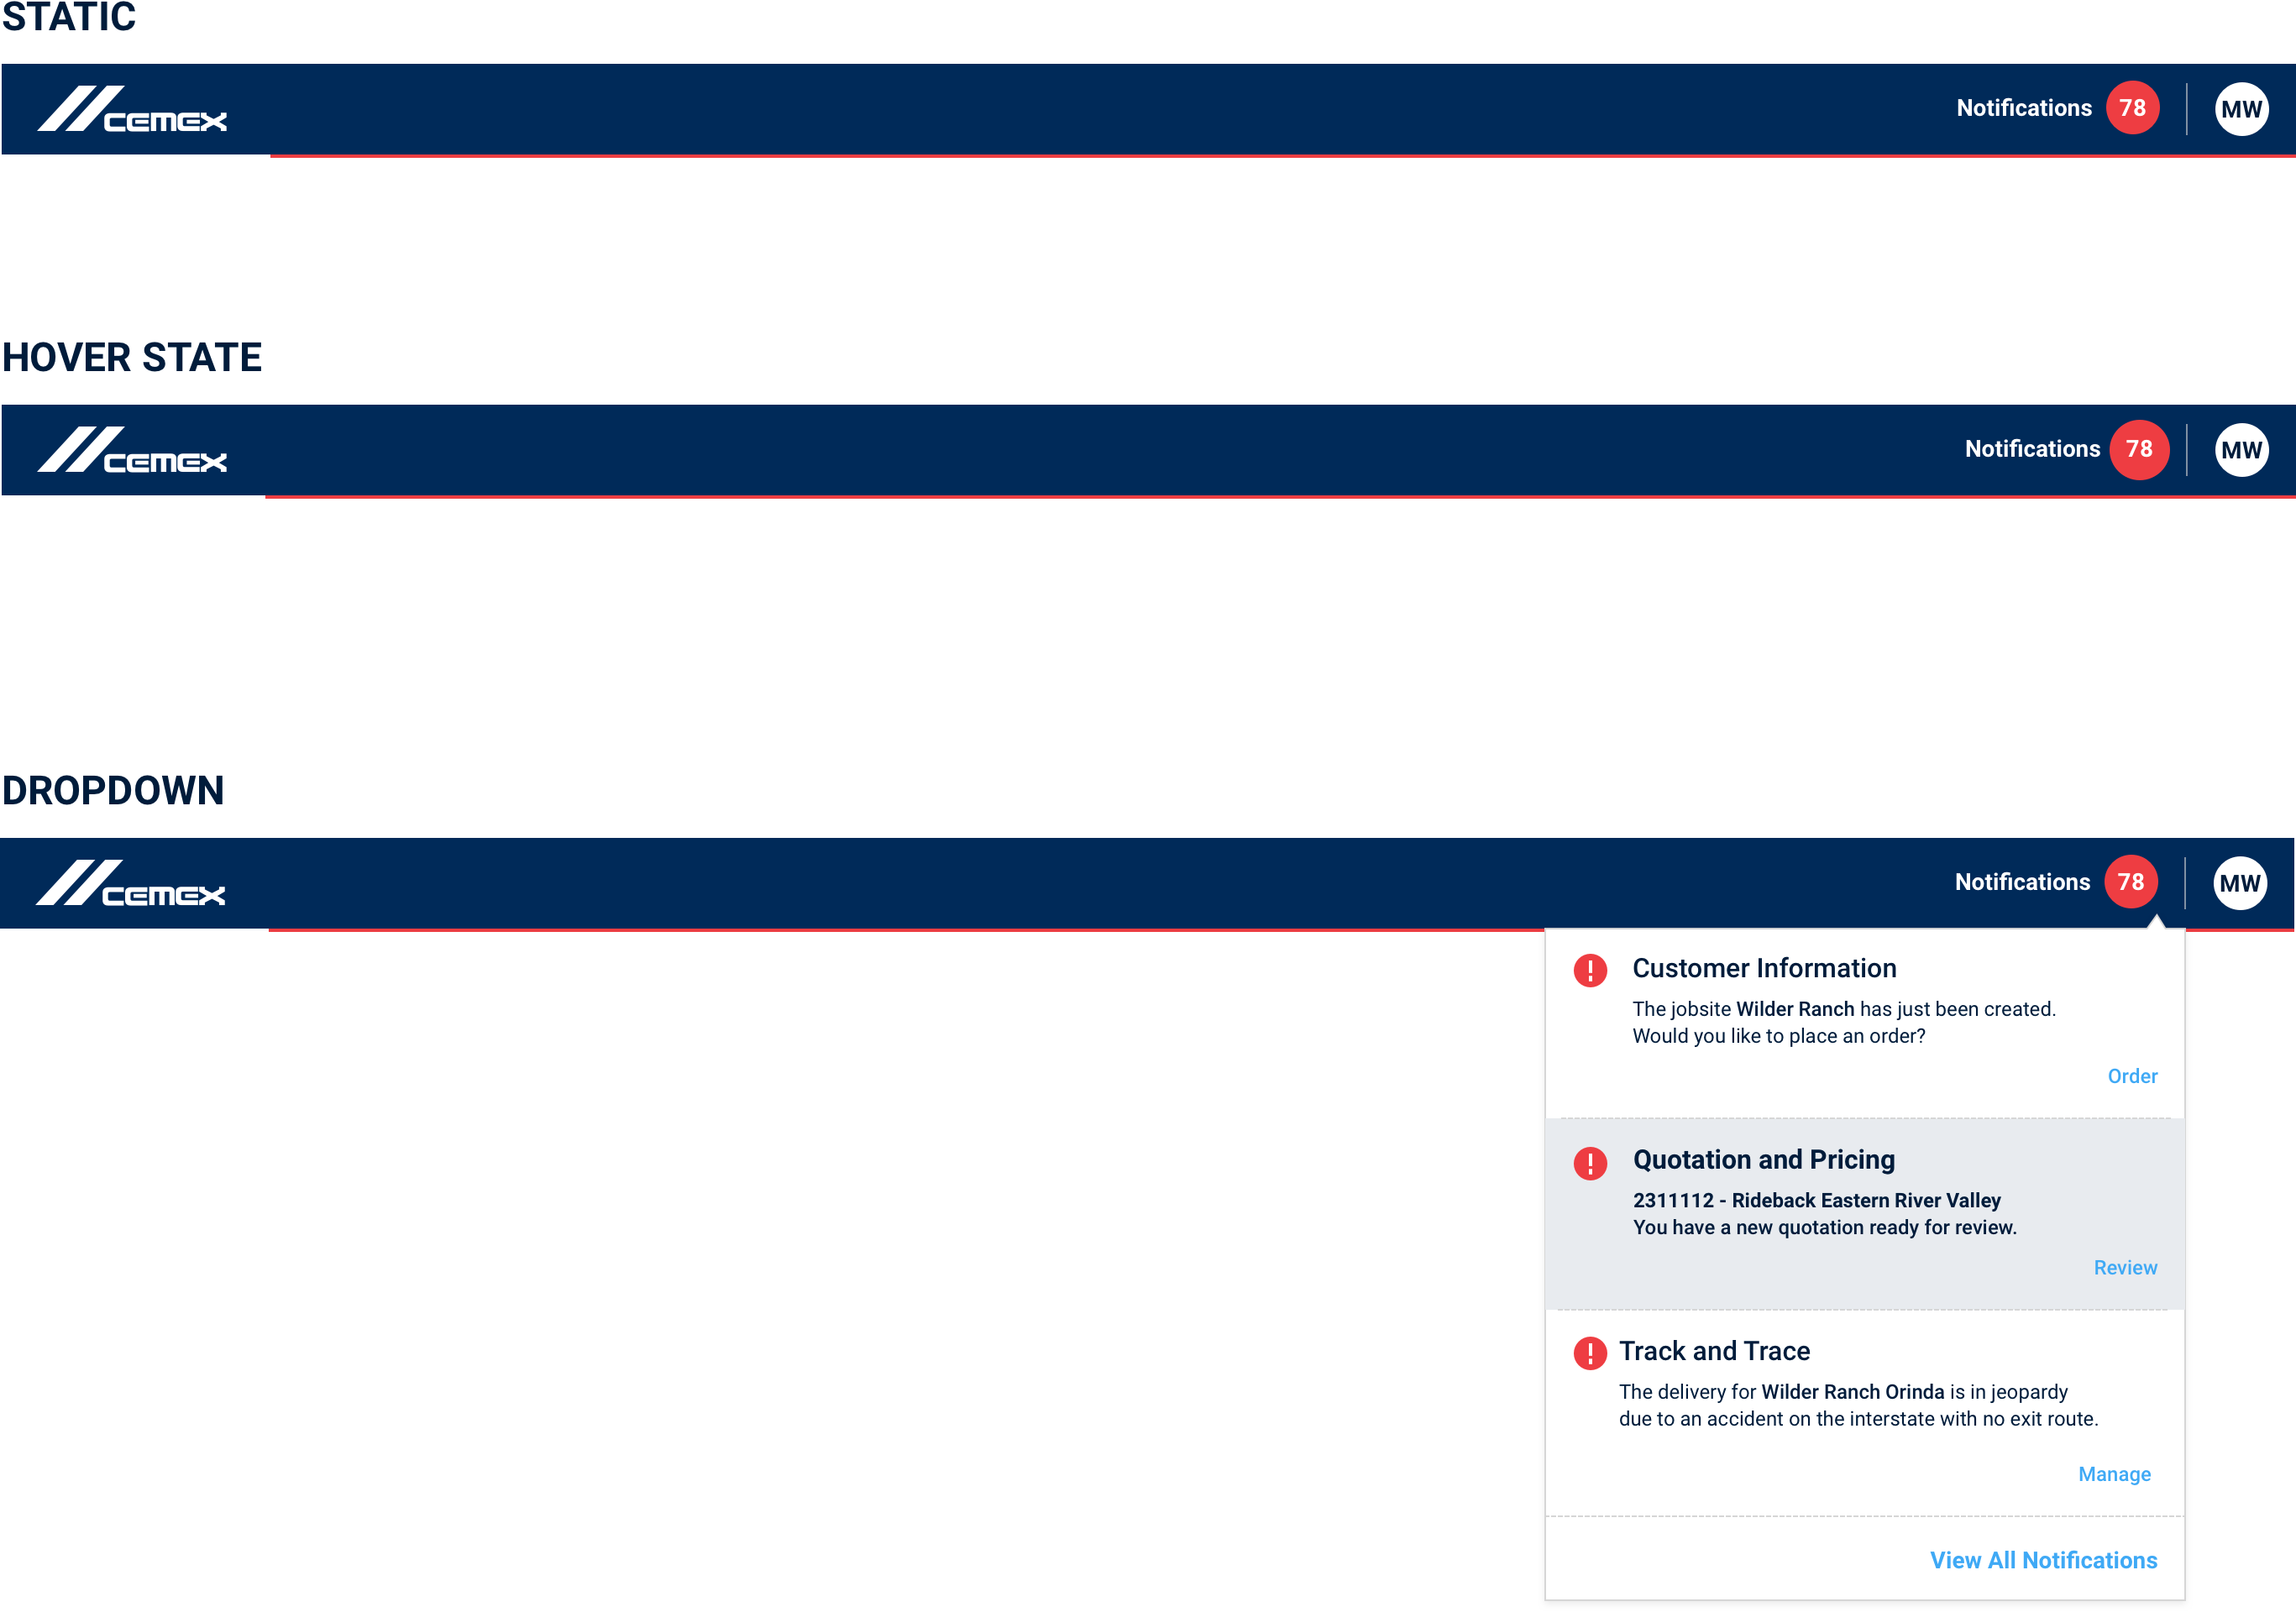 STATIC
CEMEX
Notifications 78 MW
HOVER STATE
CEMEX
Notifications 78 MW
DROPDOWN
CEMEX
Notifications 78 MW
! Customer Information
The jobsite Wilder Ranch has just been created.
Would you like to place an order?
Order
! Quotation and Pricing
2311112 - Rideback Eastern River Valley
You have a new quotation ready for review.
Review
! Track and Trace
The delivery for Wilder Ranch Orinda is in jeopardy
due to an accident on the interstate with no exit route.
Manage
View All Notifications